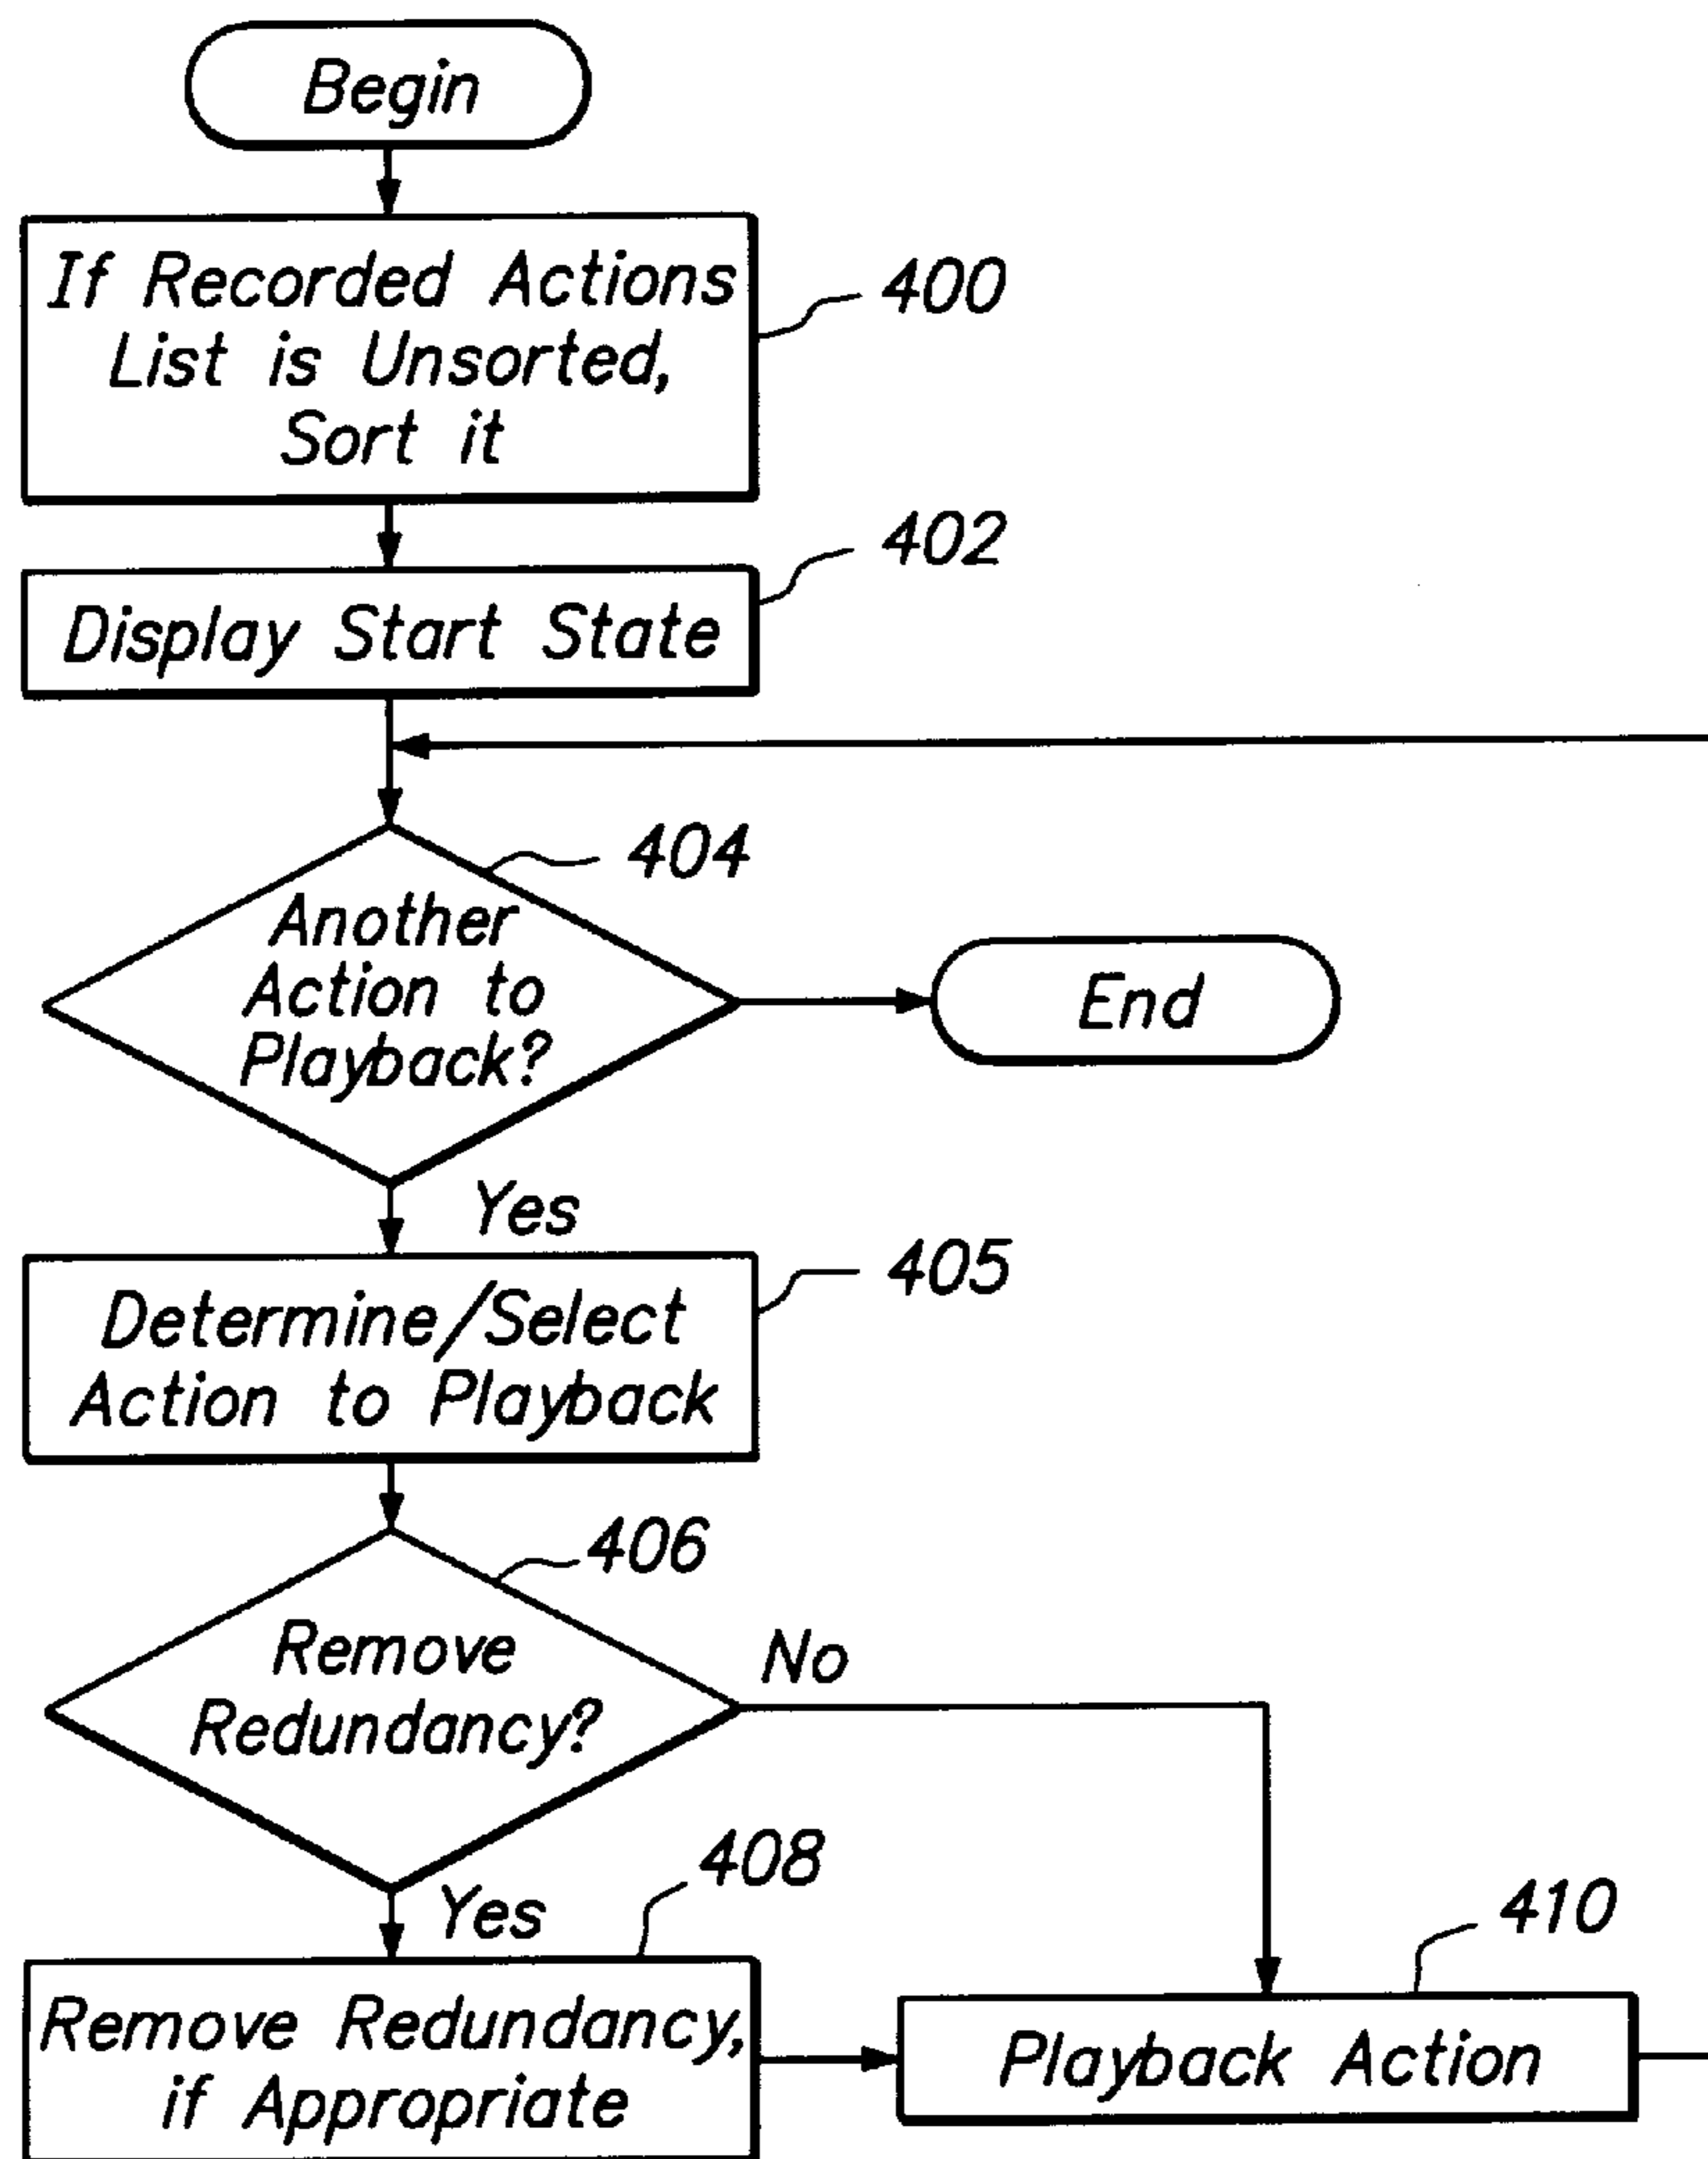 Begin
If Recorded Actions
List is Unsorted,
Sort it
400
Display Start State
402
404
Another
Action to
Playback?
End
Yes
Determine/Select
Action to Playback
405
406
Remove
Redundancy?
No
Yes
408
Remove Redundancy,
if Appropriate
410
Playback Action